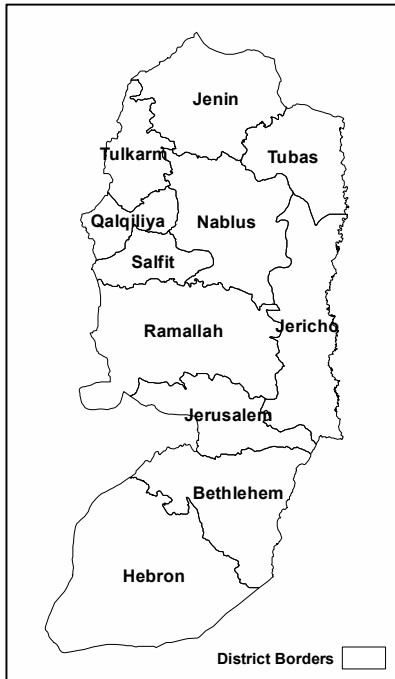 Jenin
Tulkarm
Tubas
Qalqiliya
Nablus
Salfit
Ramallah
Jericho
Jerusalem
Bethlehem
Hebron
District Borders